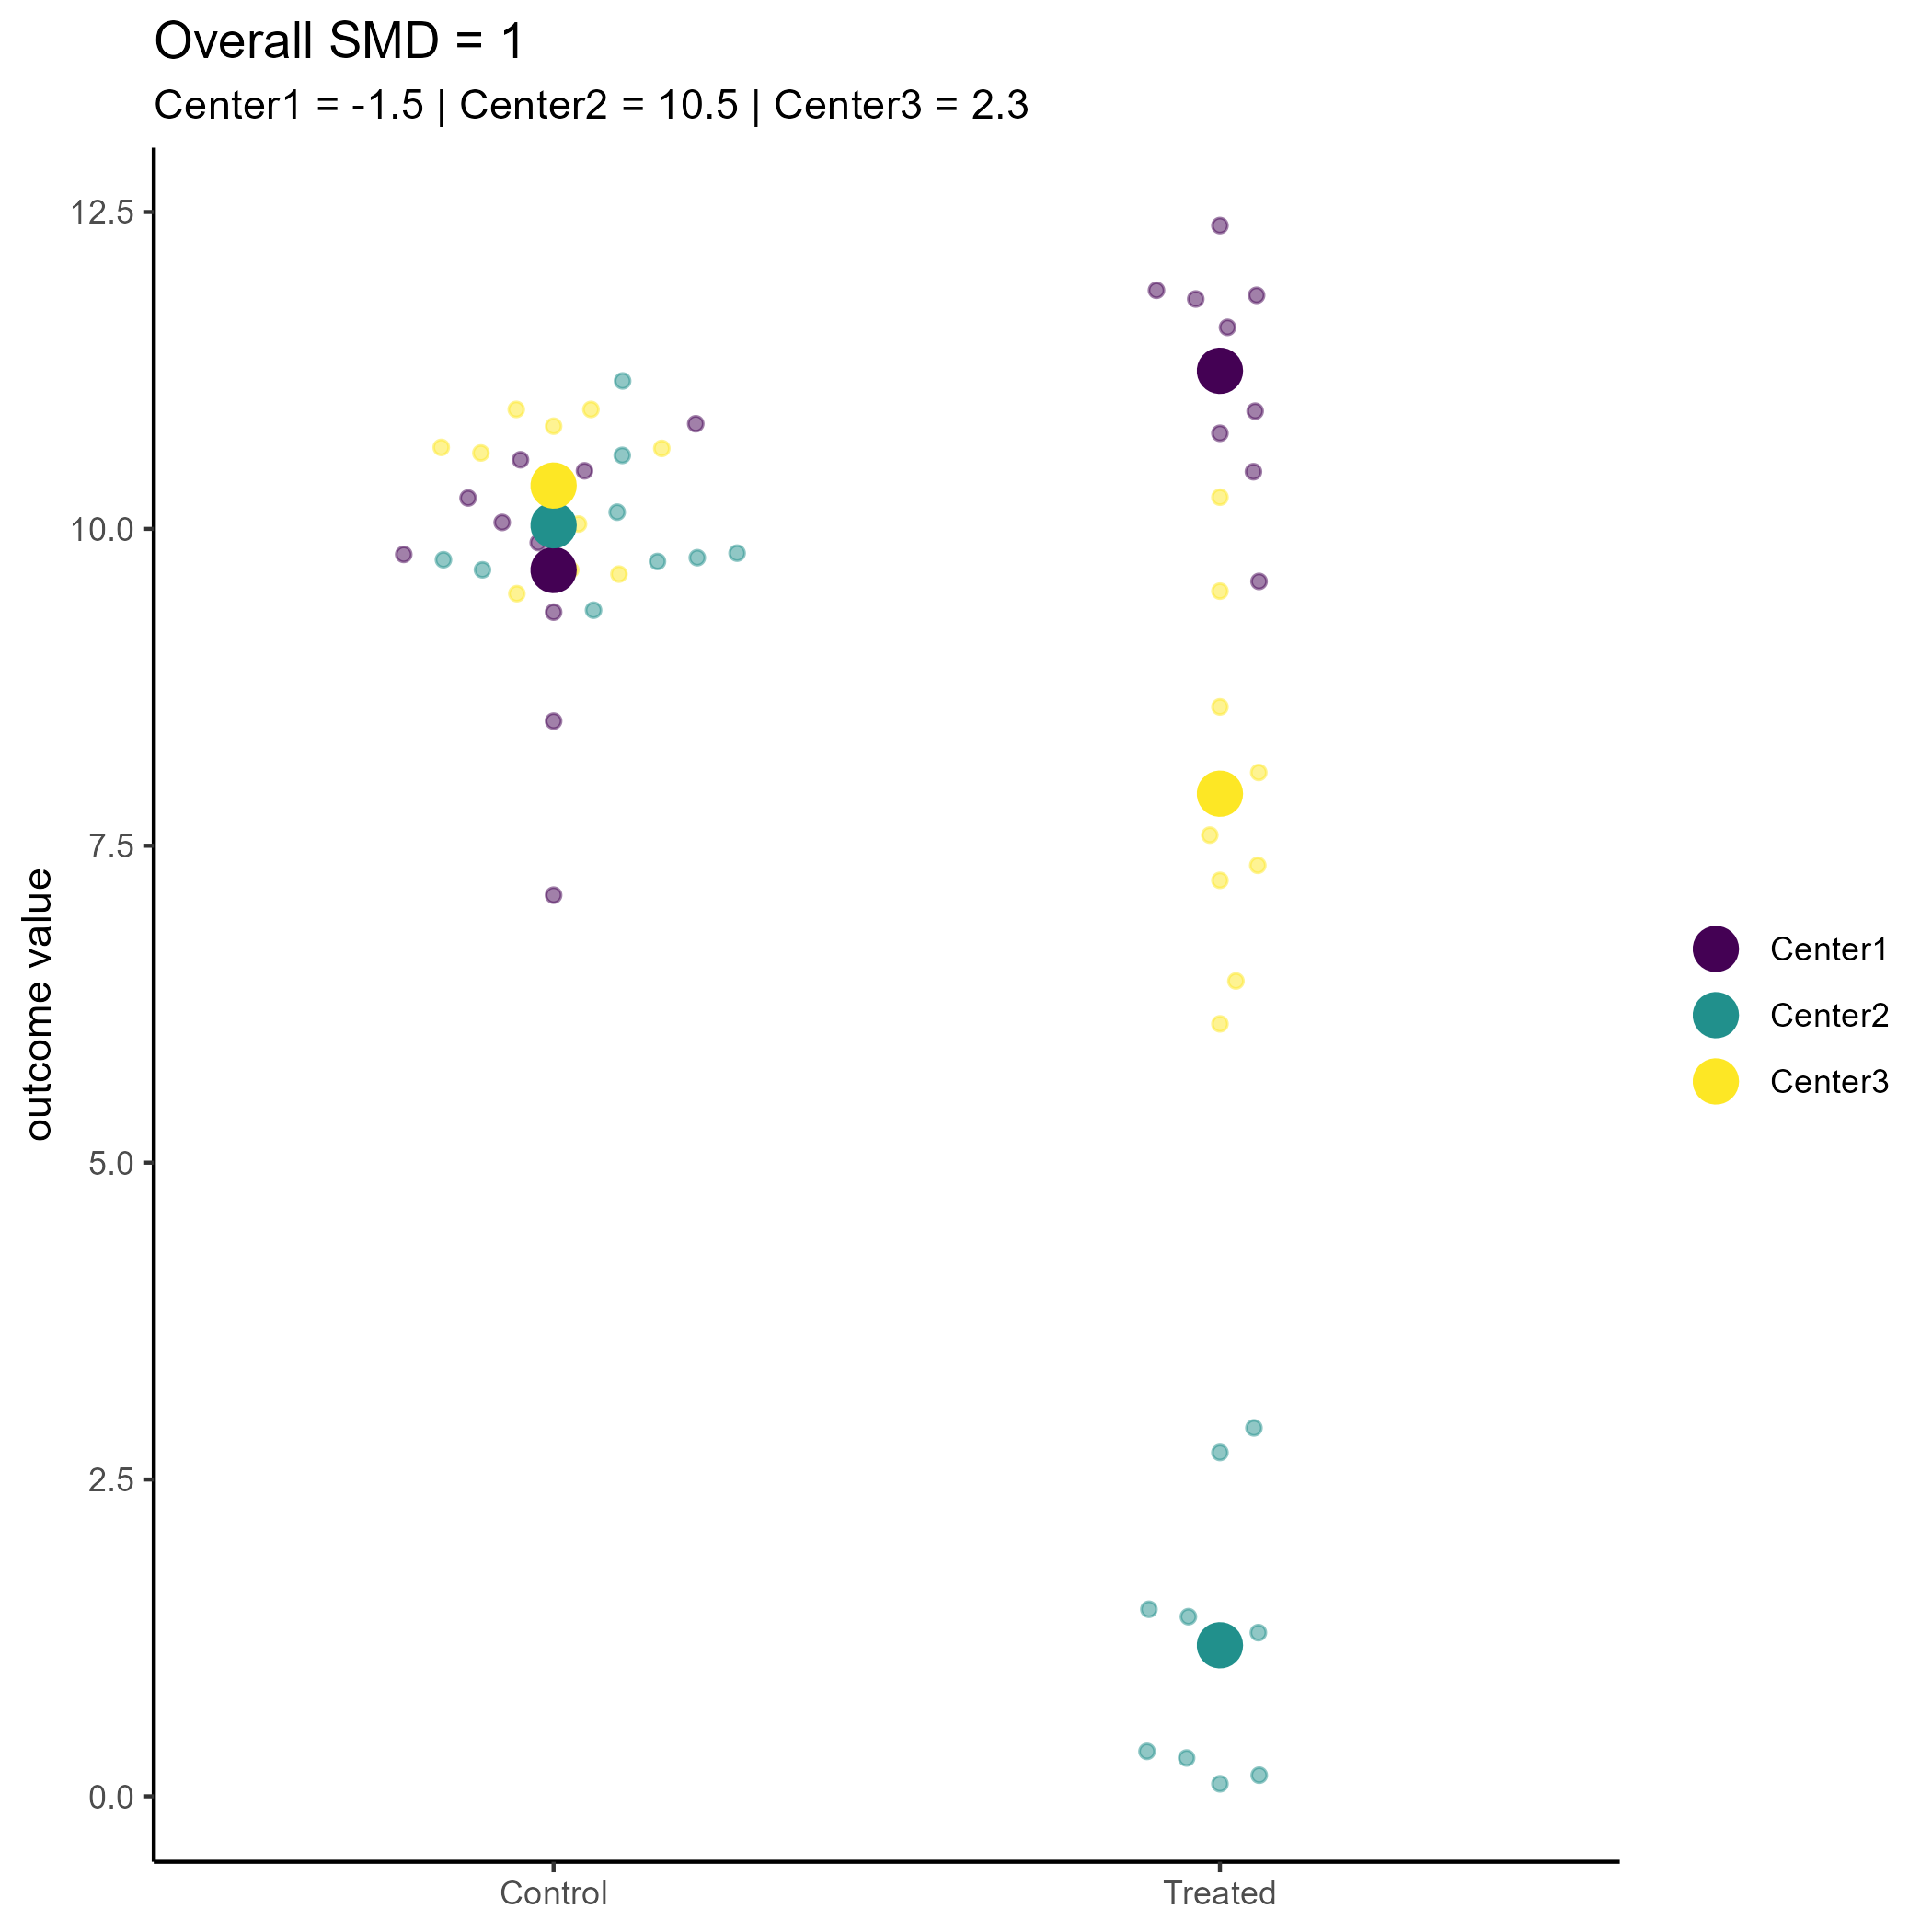 Overall SMD = 1
Center1 = -1.5 | Center2 = 10.5 | Center3 = 2.3
outcome value
12.5
10.0
7.5
5.0
2.5
0.0
Control
Treated
Center1
Center2
Center3